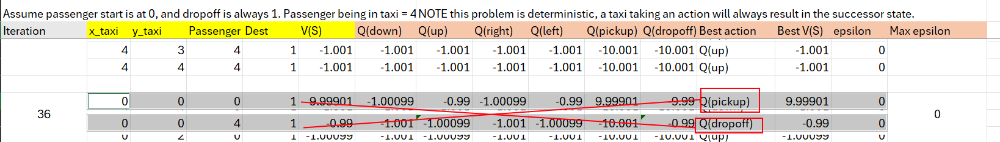 Assume passenger start is at 0, and dropoff is always 1. Passenger being in taxi = 4 NOTE this problem is deterministic, a taxi taking an action will always result in the successor state.
Iteration x_taxi y_taxi Passenger Dest V(S) Q(down) Q(up) Q(right) Q(left) Q(pickup) Q(dropoff) Best action Best V(S) epsilon Max epsilon
4 3 4 1 -1.001 -1.001 -1.001 -1.001 -1.001 -10.001 -10.001 Q(up) -1.001 0
4 4 4 1 -1.001 -1.001 -1.001 -1.001 -1.001 -10.001 -10.001 Q(up) -1.001 0
0 0 0 1 9.99901 -1.00099 -0.99 -1.00099 -0.99 9.99901 -9.99 Q(pickup) 9.99901 0
36 0
0 0 4 1 -0.99 -1.001 -1.00099 -1.001 -1.00099 -10.001 -0.99 Q(dropoff) -0.99 0
0 2 0 1 -1.00099 -1.001 -1.00099 -1.001 -1.001 -10.001 -10.001 Q(up) -1.00099 0